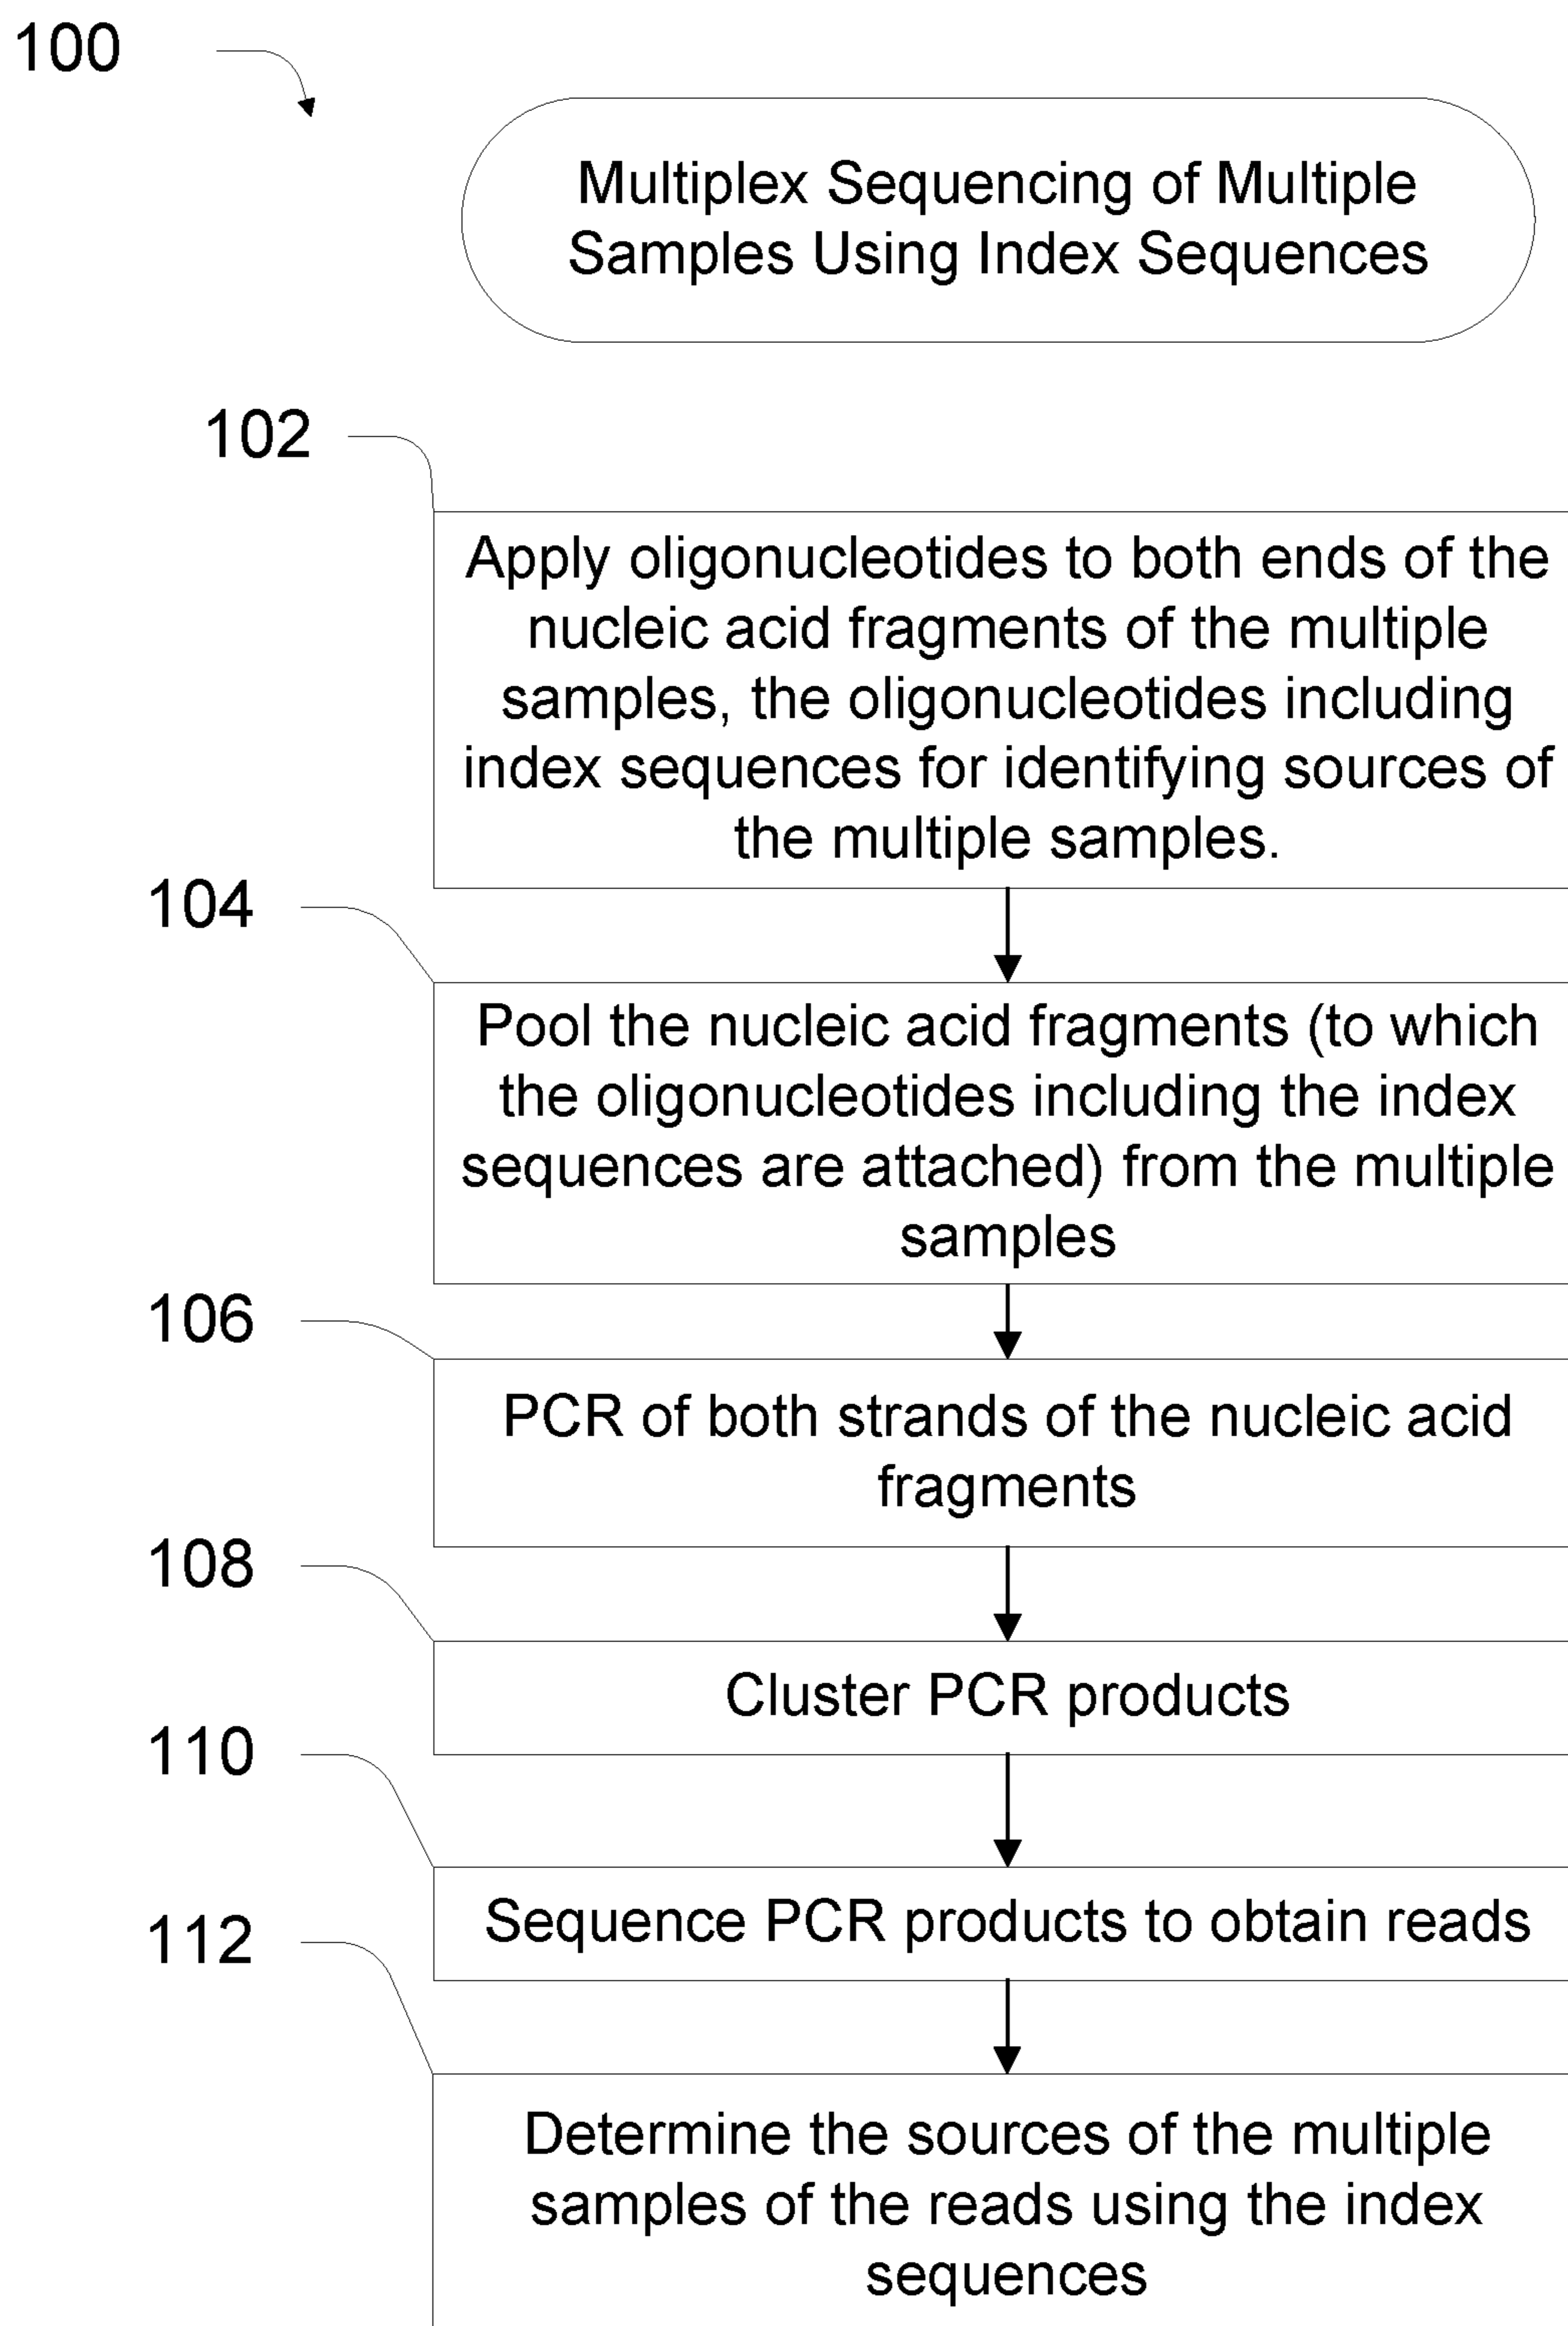 100
Multiplex Sequencing of Multiple
Samples Using Index Sequences
102
Apply oligonucleotides to both ends of the
nucleic acid fragments of the multiple
samples, the oligonucleotides including
index sequences for identifying sources of
the multiple samples.
104
Pool the nucleic acid fragments (to which
the oligonucleotides including the index
sequences are attached) from the multiple
samples
106
PCR of both strands of the nucleic acid
fragments
108
Cluster PCR products
110
Sequence PCR products to obtain reads
112
Determine the sources of the multiple
samples of the reads using the index
sequences